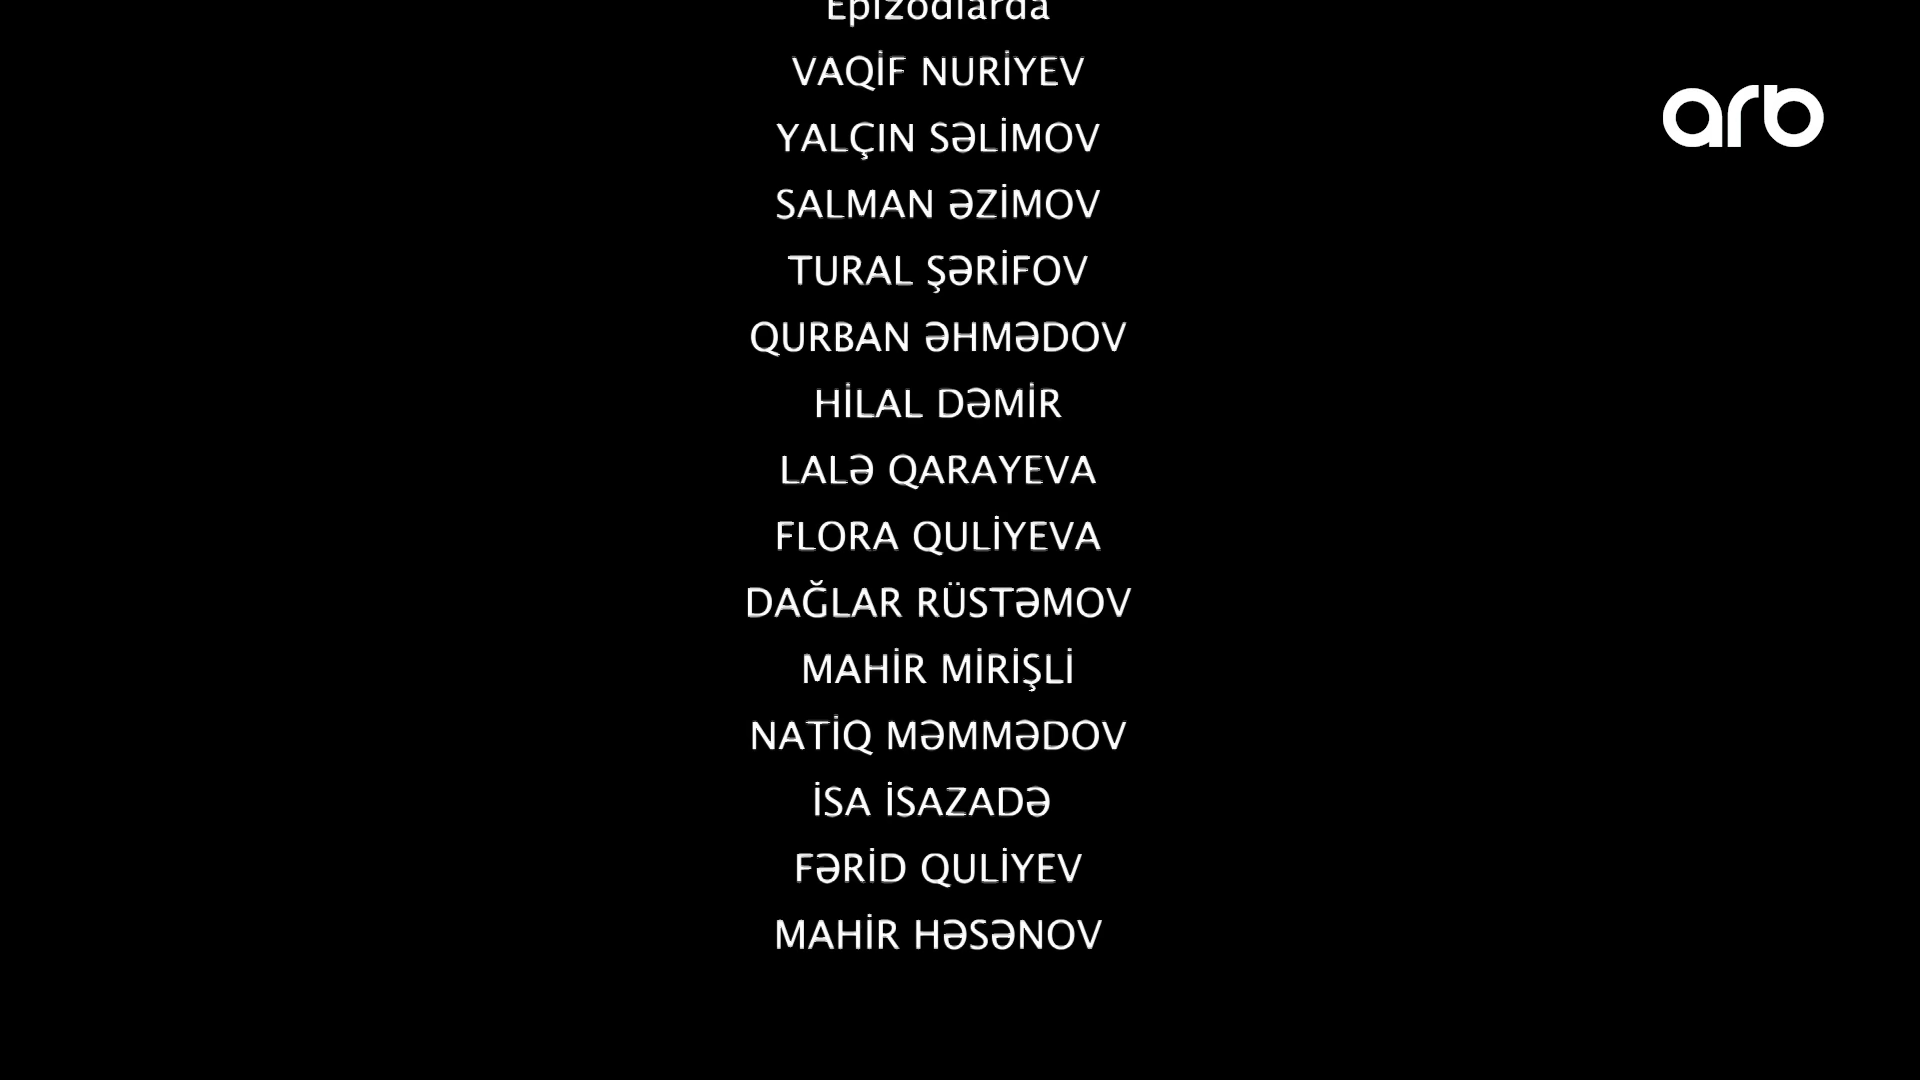 Epizodlarda
VAQİF NURİYEV
arb
YALÇIN SƏLİMOV
SALMAN ƏZİMOV
TURAL ŞƏRİFOV
QURBAN ƏHMƏDOV
HİLAL DƏMİR
LALƏ QARAYEVA
FLORA QULİYEVA
DAĞLAR RÜSTƏMOV
MAHİR MİRİŞLİ
NATİQ MƏMMƏDOV
İSA İSAZADƏ
FƏRİD QULİYEV
MAHİR HƏSƏNOV